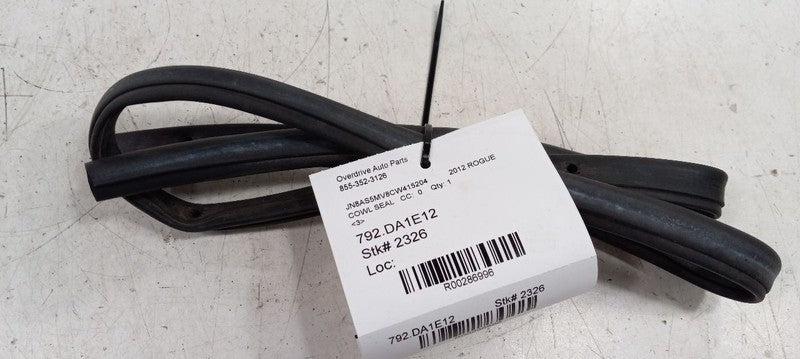 Overdrive Auto Parts
855-352-3126
JN8AS5MV8CW415204 2012 ROGUE
COWL SEAL CC: 0 Qty: 1
<3>
792.DA1E12
Stk# 2326
Loc:
R00286996
792.DA1E12 Stk# 2326